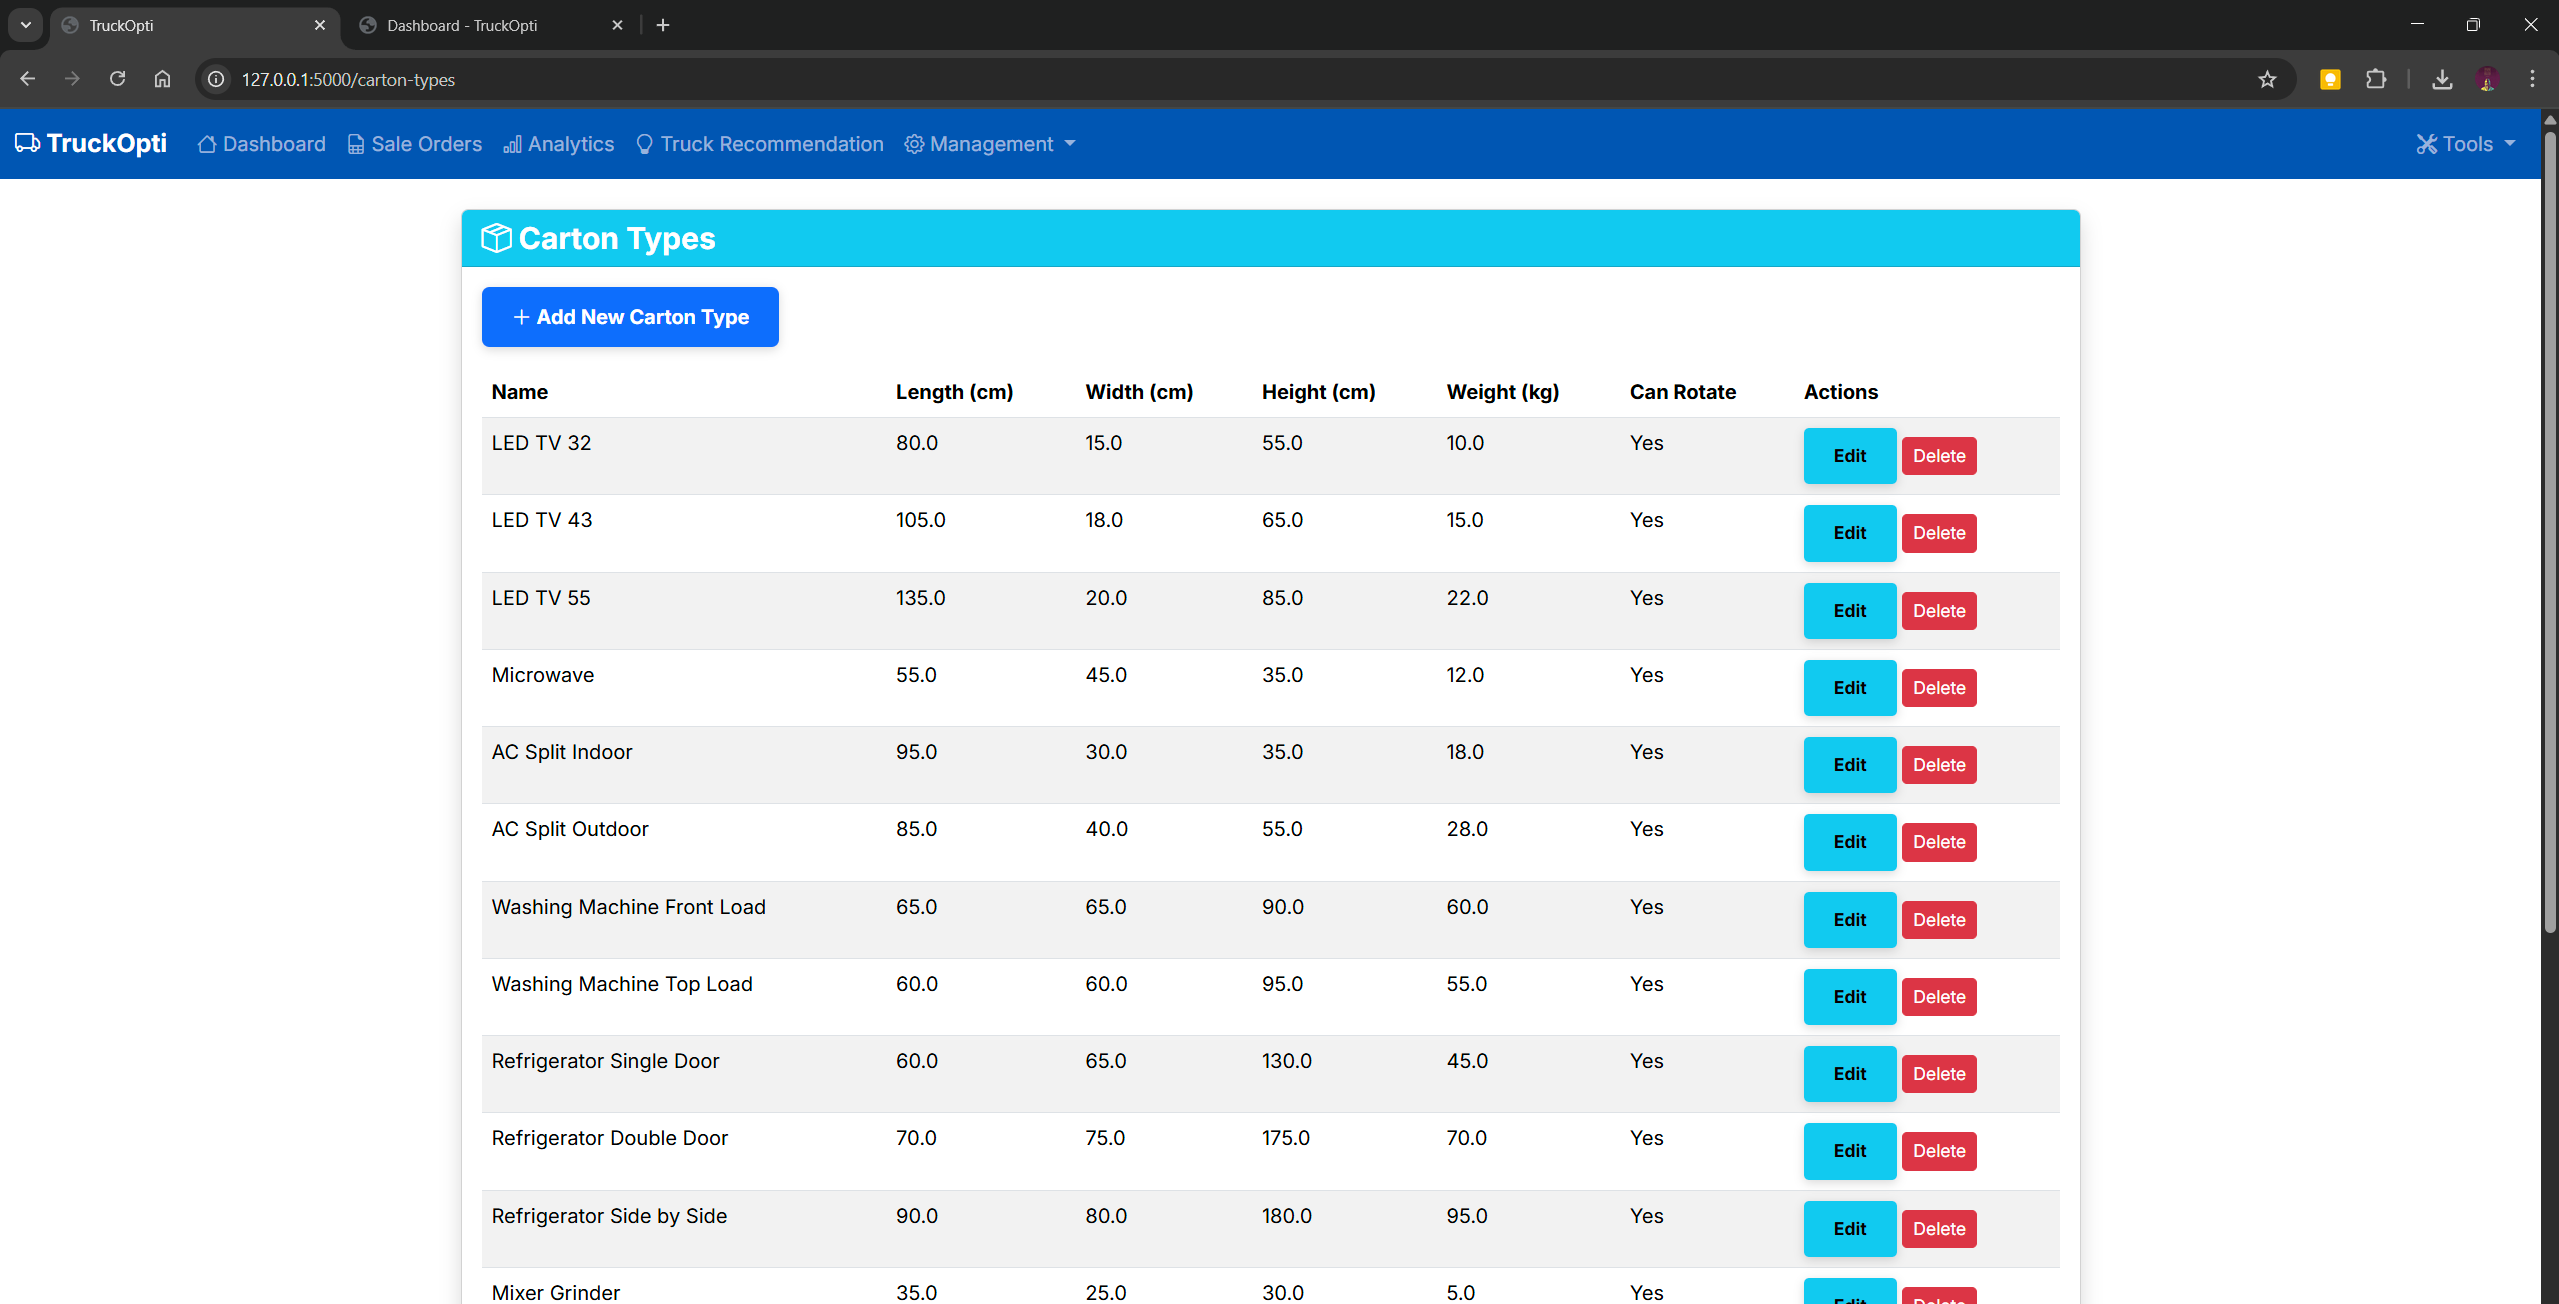 TruckOpti
Dashboard - TruckOpti
127.0.0.1:5000/carton-types
TruckOpti Dashboard Sale Orders Analytics Truck Recommendation Management Tools
Carton Types
+ Add New Carton Type
Name Length (cm) Width (cm) Height (cm) Weight (kg) Can Rotate Actions
LED TV 32 80.0 15.0 55.0 10.0 Yes Edit Delete
LED TV 43 105.0 18.0 65.0 15.0 Yes Edit Delete
LED TV 55 135.0 20.0 85.0 22.0 Yes Edit Delete
Microwave 55.0 45.0 35.0 12.0 Yes Edit Delete
AC Split Indoor 95.0 30.0 35.0 18.0 Yes Edit Delete
AC Split Outdoor 85.0 40.0 55.0 28.0 Yes Edit Delete
Washing Machine Front Load 65.0 65.0 90.0 60.0 Yes Edit Delete
Washing Machine Top Load 60.0 60.0 95.0 55.0 Yes Edit Delete
Refrigerator Single Door 60.0 65.0 130.0 45.0 Yes Edit Delete
Refrigerator Double Door 70.0 75.0 175.0 70.0 Yes Edit Delete
Refrigerator Side by Side 90.0 80.0 180.0 95.0 Yes Edit Delete
Mixer Grinder 35.0 25.0 30.0 5.0 Yes Edit Delete